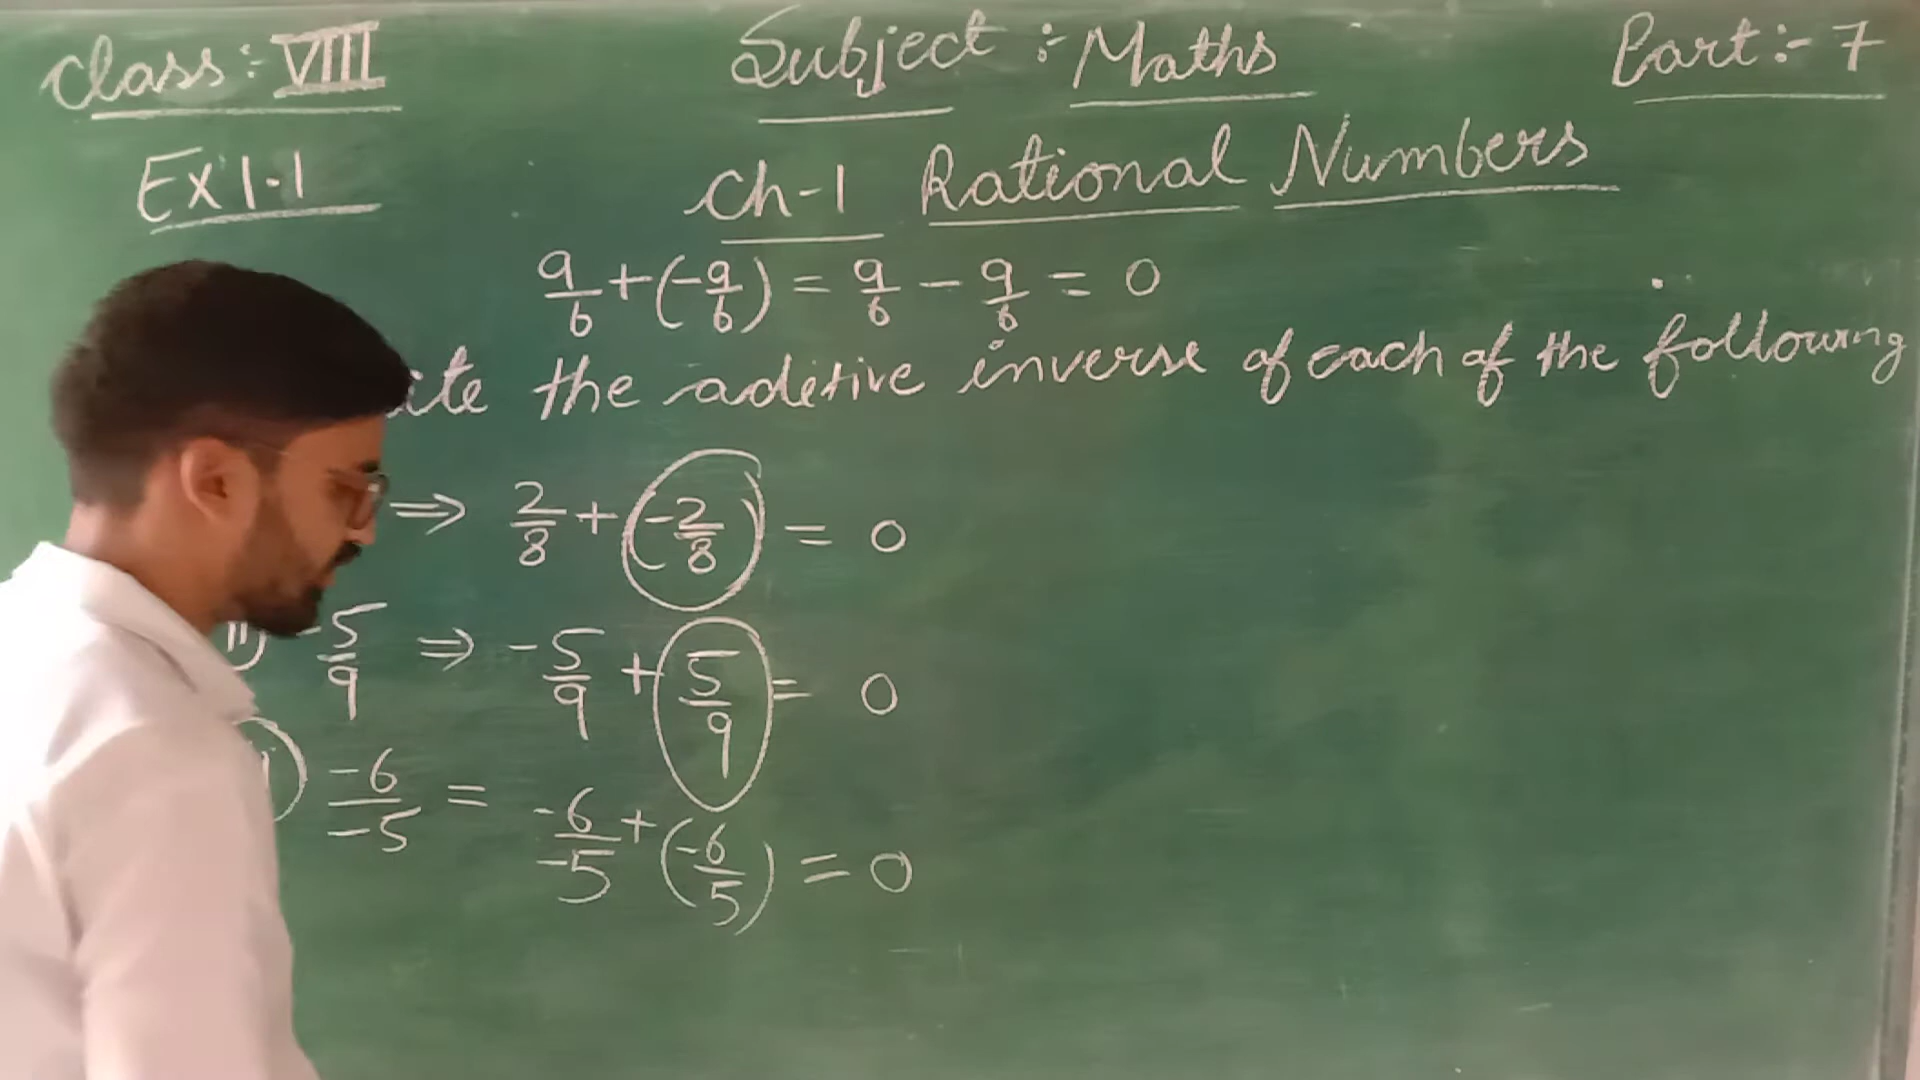 Class:- VIII Subject :- Maths Part:- 7
Ex 1.1 Ch-1 Rational Numbers
9/6 + (-9/6) = 9/6 - 9/6 = 0
the additive inverse of each of the following
⇒ 2/8 + (-2/8) = 0
ii) -5/9 ⇒ -5/9 + 5/9 = 0
-6/-5 = -6/-5 + (-6/5) = 0